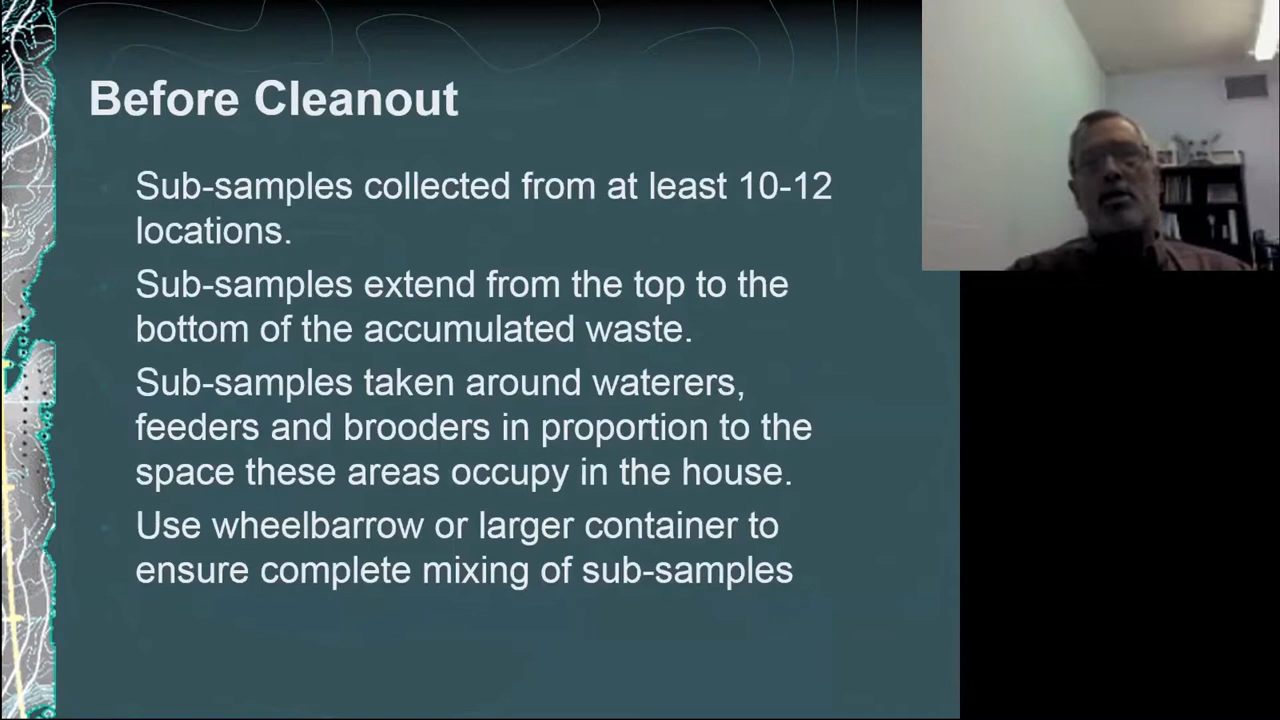 Before Cleanout
Sub-samples collected from at least 10-12
locations.
Sub-samples extend from the top to the
bottom of the accumulated waste.
Sub-samples taken around waterers,
feeders and brooders in proportion to the
space these areas occupy in the house.
Use wheelbarrow or larger container to
ensure complete mixing of sub-samples